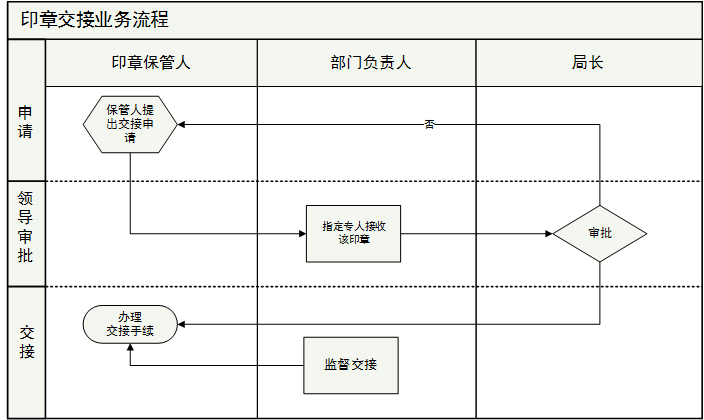 印章交接业务流程
印章保管人
部门负责人
局长
申
请
保管人提
出交接申
请
否
领
导
审
批
指定专人接收
该印章
审批
交
接
办理
交接手续
监督交接